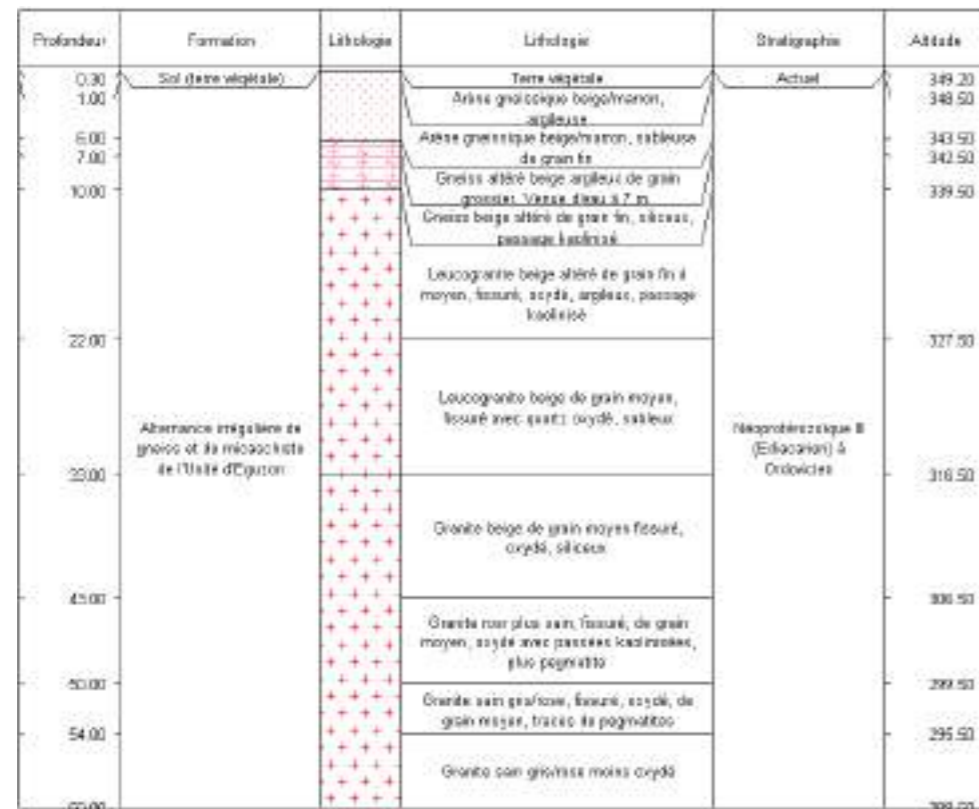 Profondeur Formation Lithologie Lithologie Stratigraphie Altitude
0.30 Sol (terre végétale) Terre végétale Actuel 349.20
1.00 Arène gneissique beige/marron, 348.50
argileuse
6.00 Arène gneissique beige/marron, sableuse 343.50
7.00 de grain fin 342.50
Gneiss altéré beige argileux de grain
10.00 grossier. Venue d'eau à 7 m. 339.50
Gneiss beige altéré de grain fin, siliceux,
passage kaolinisé
Leucogranite beige altéré de grain fin à
moyen, fissuré, oxydé, argileux, passage
kaolinisé
22.00 327.50
Leucogranite beige de grain moyen,
fissuré avec quartz oxydé, sableux
Alternance irrégulière de
gneiss et de micaschiste
de l'Unité d'Eguzon
Néoprotérozoïque III
(Ediacarien) à
Ordovicien
33.00 316.50
Granite beige de grain moyen fissuré,
oxydé, siliceux
43.00 306.50
Granite rose plus sain, fissuré, de grain
moyen, oxydé avec passées kaolinisées,
plus pegmatite
50.00 299.50
Granite sain gris/rose, fissuré, oxydé, de
grain moyen, traces de pegmatites
54.00 295.50
Granite sain gris/rose moins oxydé